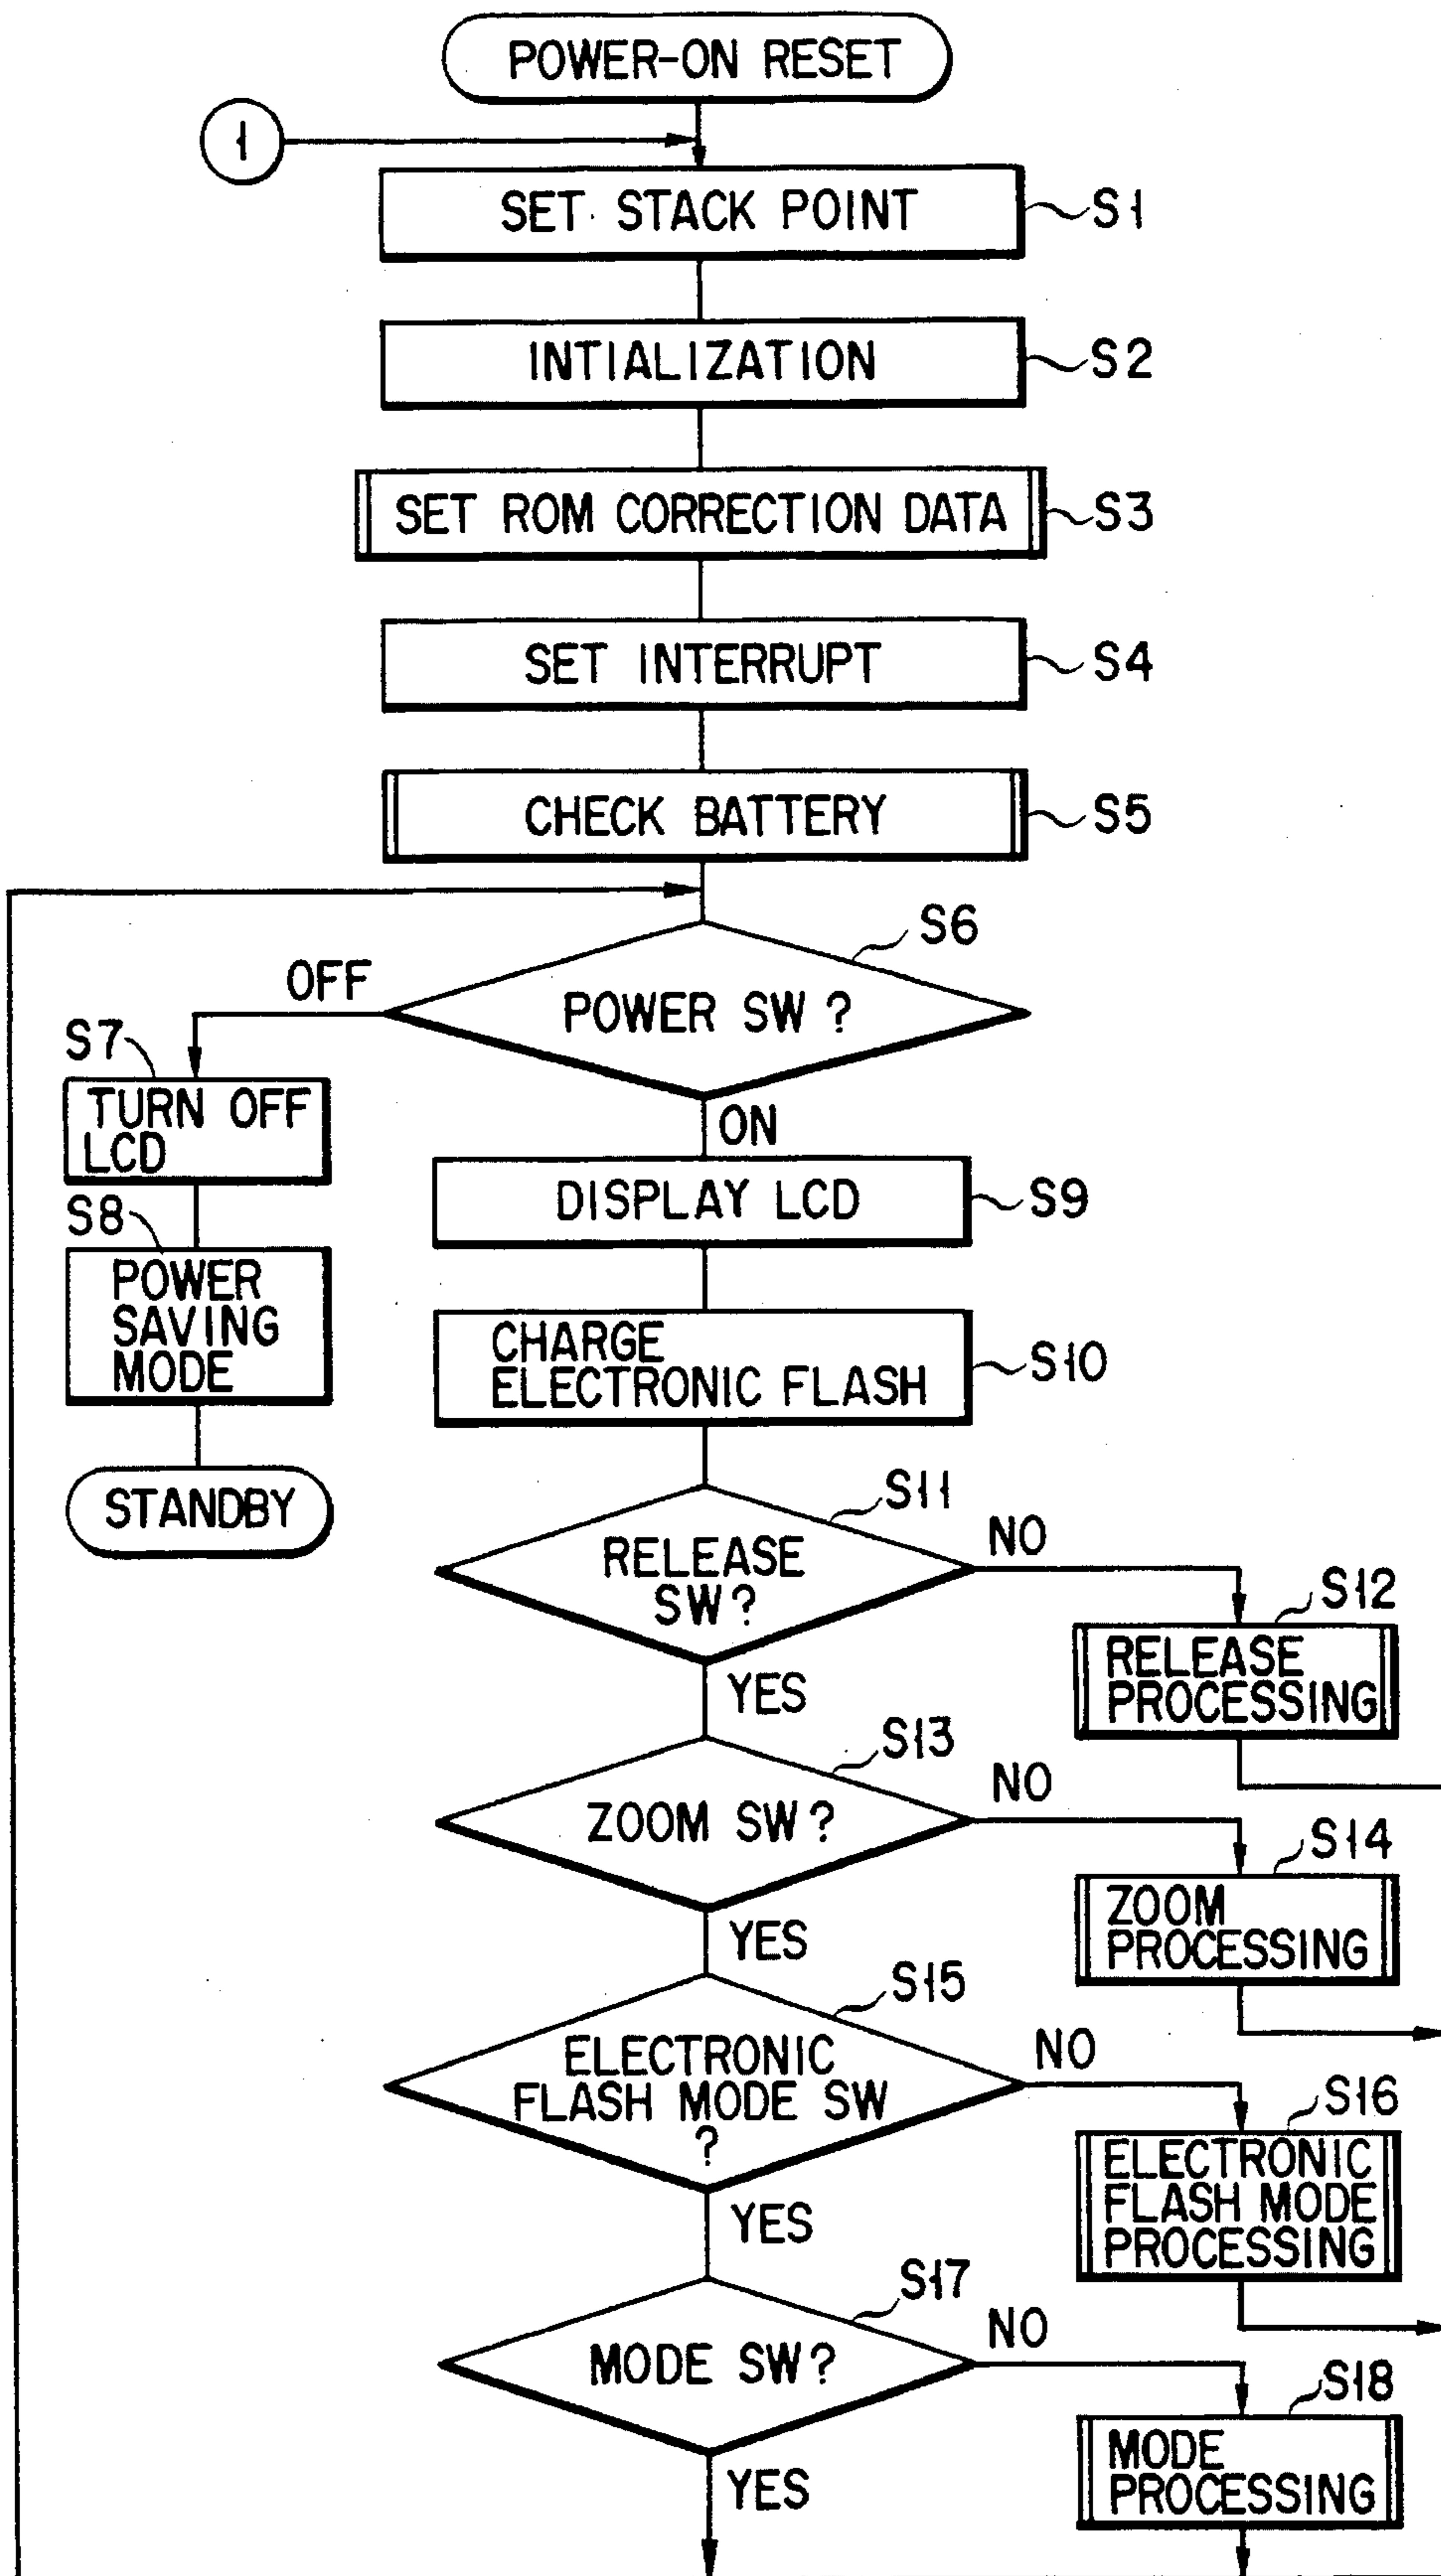 POWER-ON RESET
1
SET STACK POINT
S1
INTIALIZATION
S2
SET ROM CORRECTION DATA
S3
SET INTERRUPT
S4
CHECK BATTERY
S5
S6
OFF
POWER SW ?
S7
TURN OFF
LCD
ON
DISPLAY LCD
S9
S8
POWER
SAVING
MODE
CHARGE
ELECTRONIC FLASH
S10
STANDBY
S11
RELEASE
SW?
NO
S12
RELEASE
PROCESSING
YES
S13
ZOOM SW?
NO
S14
ZOOM
PROCESSING
YES
S15
ELECTRONIC
FLASH MODE SW
?
NO
S16
ELECTRONIC
FLASH MODE
PROCESSING
YES
S17
MODE SW?
NO
S18
MODE
PROCESSING
YES